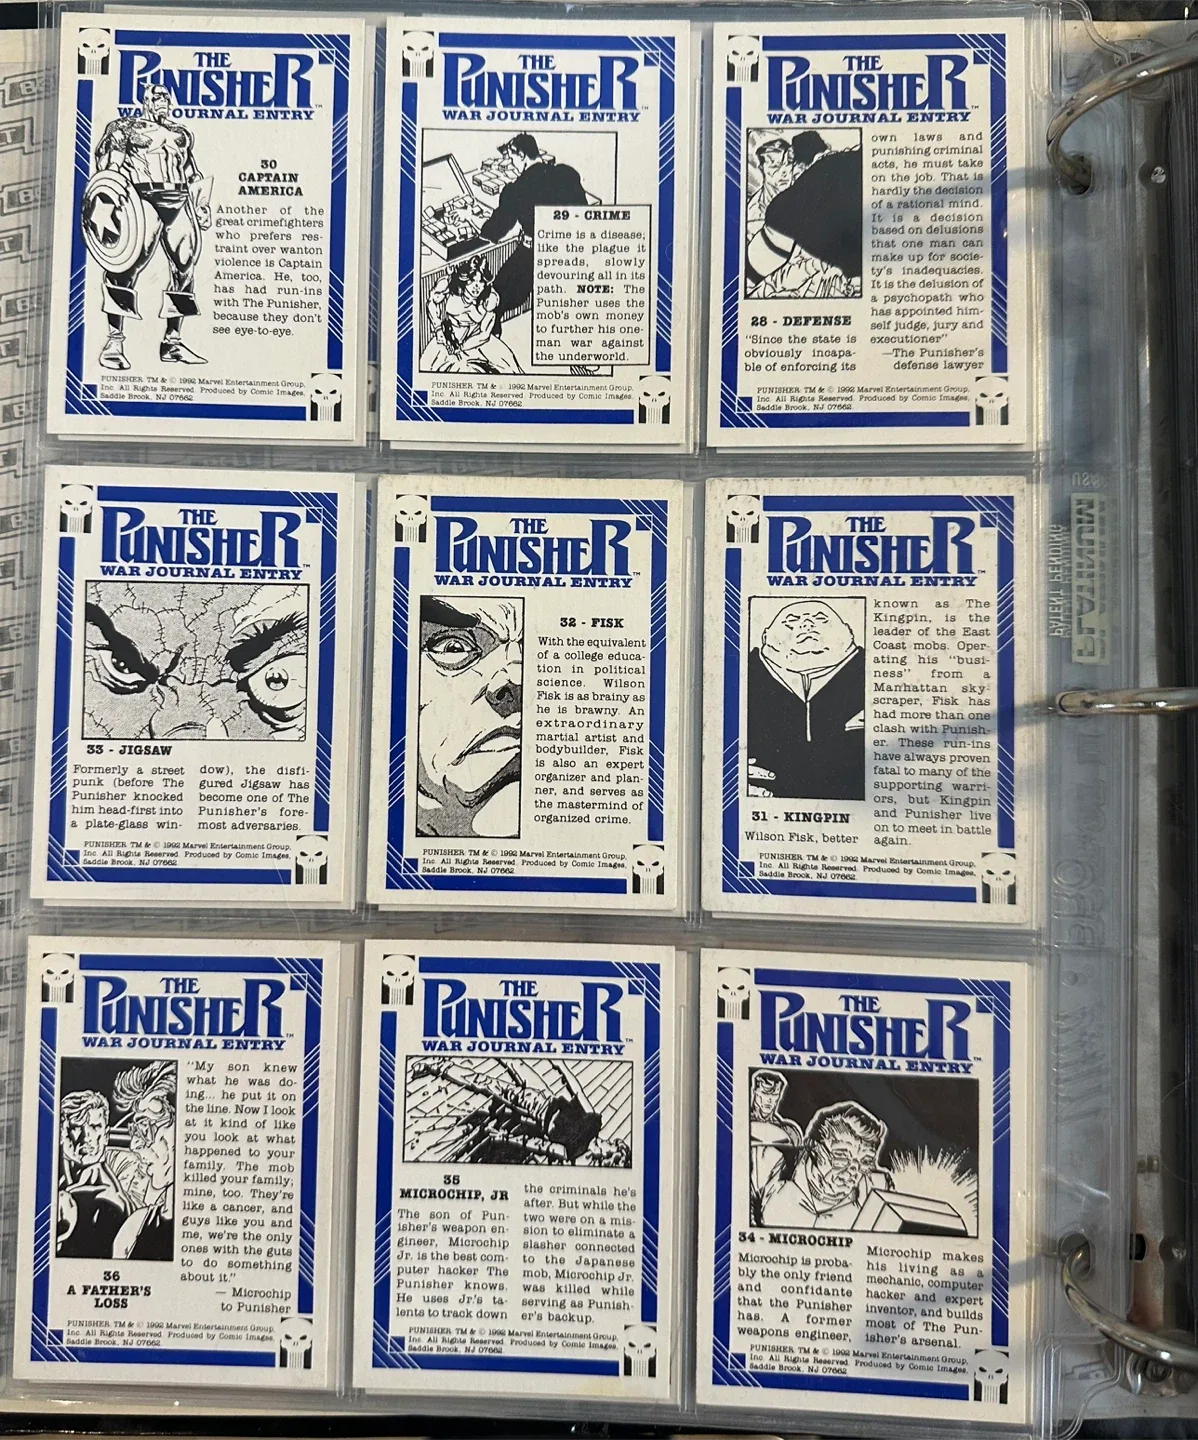 THE
PUNISHER™
WAR JOURNAL ENTRY
30
CAPTAIN
AMERICA
Another of the
great crimefighters
who prefers res-
traint over wanton
violence is Captain
America. He, too,
has had run-ins
with The Punisher,
because they don't
see eye-to-eye.
PUNISHER TM & © 1992 Marvel Entertainment Group,
Inc. All Rights Reserved. Produced by Comic Images,
Saddle Brook, NJ 07662.
THE
PUNISHER™
WAR JOURNAL ENTRY
29 - CRIME
Crime is a disease;
like the plague it
spreads, slowly
devouring all in its
path. NOTE: The
Punisher uses the
mob's own money
to further his one-
man war against
the underworld.
PUNISHER TM & © 1992 Marvel Entertainment Group,
Inc. All Rights Reserved. Produced by Comic Images,
Saddle Brook, NJ 07662.
THE
PUNISHER™
WAR JOURNAL ENTRY
28 - DEFENSE
"Since the state is
obviously incapa-
ble of enforcing its
own laws and
punishing criminal
acts, he must take
on the job. That is
hardly the decision
of a rational mind.
It is a decision
based on delusions
that one man can
make up for socie-
ty's inadequacies.
It is the delusion of
a psychopath who
has appointed him-
self judge, jury and
executioner"
—The Punisher's
defense lawyer
PUNISHER TM & © 1992 Marvel Entertainment Group,
Inc. All Rights Reserved. Produced by Comic Images,
Saddle Brook, NJ 07662.
THE
PUNISHER™
WAR JOURNAL ENTRY
33 - JIGSAW
Formerly a street
punk (before The
Punisher knocked
him head-first into
a plate-glass win-
dow), the disfi-
gured Jigsaw has
become one of The
Punisher's fore-
most adversaries.
PUNISHER TM & © 1992 Marvel Entertainment Group,
Inc. All Rights Reserved. Produced by Comic Images,
Saddle Brook, NJ 07662.
THE
PUNISHER™
WAR JOURNAL ENTRY
32 - FISK
With the equivalent
of a college educa-
tion in political
science. Wilson
Fisk is as brainy as
he is brawny. An
extraordinary
martial artist and
bodybuilder, Fisk
is also an expert
organizer and plan-
ner, and serves as
the mastermind of
organized crime.
PUNISHER TM & © 1992 Marvel Entertainment Group,
Inc. All Rights Reserved. Produced by Comic Images,
Saddle Brook, NJ 07662.
THE
PUNISHER™
WAR JOURNAL ENTRY
31 - KINGPIN
Wilson Fisk, better
known as The
Kingpin, is the
leader of the East
Coast mobs. Oper-
ating his "busi-
ness" from a
Manhattan sky-
scraper, Fisk has
had more than one
clash with Punish-
er. These run-ins
have always proven
fatal to many of the
supporting warri-
ors, but Kingpin
and Punisher live
on to meet in battle
again.
PUNISHER TM & © 1992 Marvel Entertainment Group,
Inc. All Rights Reserved. Produced by Comic Images,
Saddle Brook, NJ 07662.
THE
PUNISHER™
WAR JOURNAL ENTRY
36
A FATHER'S
LOSS
"My son knew
what he was do-
ing... he put it on
the line. Now I look
at it kind of like
you look at what
happened to your
family. The mob
killed your family;
mine, too. They're
like a cancer, and
guys like you and
me, we're the only
ones with the guts
to do something
about it."
— Microchip
to Punisher
PUNISHER TM & © 1992 Marvel Entertainment Group,
Inc. All Rights Reserved. Produced by Comic Images,
Saddle Brook, NJ 07662.
THE
PUNISHER™
WAR JOURNAL ENTRY
35
MICROCHIP, JR
The son of Pun-
isher's weapon en-
gineer, Microchip
Jr. is the best com-
puter hacker The
Punisher knows.
He uses Jr's ta-
lents to track down
the criminals he's
after. But while the
two were on a mis-
sion to eliminate a
slasher connected
to the Japanese
mob, Microchip Jr.
was killed while
serving as Punish-
er's backup.
PUNISHER TM & © 1992 Marvel Entertainment Group,
Inc. All Rights Reserved. Produced by Comic Images,
Saddle Brook, NJ 07662.
THE
PUNISHER™
WAR JOURNAL ENTRY
34 - MICROCHIP
Microchip is proba-
bly the only friend
and confidante
that the Punisher
has. A former
weapons engineer,
Microchip makes
his living as a
mechanic, computer
hacker and expert
inventor, and builds
most of The Pun-
isher's arsenal.
PUNISHER TM & © 1992 Marvel Entertainment Group,
Inc. All Rights Reserved. Produced by Comic Images,
Saddle Brook, NJ 07662.